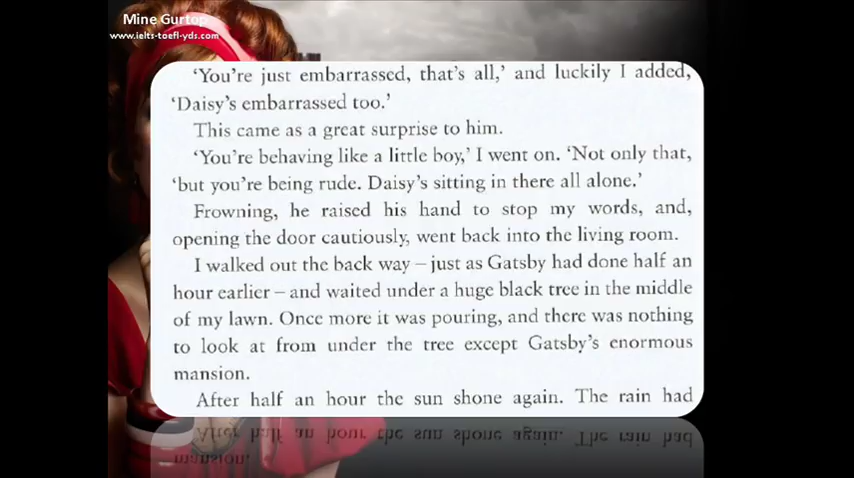 Mine Gurtop
www.ielts-toefl-yds.com
'You're just embarrassed, that's all,' and luckily I added,
'Daisy's embarrassed too.'
This came as a great surprise to him.
'You're behaving like a little boy,' I went on. 'Not only that,
'but you're being rude. Daisy's sitting in there all alone.'
Frowning, he raised his hand to stop my words, and,
opening the door cautiously, went back into the living room.
I walked out the back way – just as Gatsby had done half an
hour earlier – and waited under a huge black tree in the middle
of my lawn. Once more it was pouring, and there was nothing
to look at from under the tree except Gatsby's enormous
mansion.
After half an hour the sun shone again. The rain had